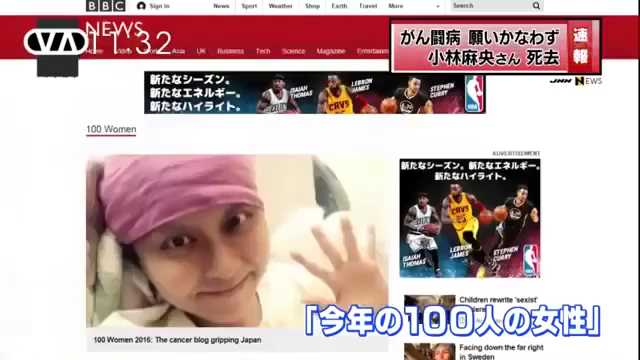 BBC
Sign in
News
Sport
Weather
Shop
Earth
Travel
More
Search
NEWS
11:32
Asia
UK
Business
Tech
Science
Magazine
がん闘病 願いかなわず
小林麻央さん 死去
速報
JNN NEWS
新たなシーズン。
新たなエネルギー。
新たなハイライト。
ISAIAH THOMAS
LEBRON JAMES
STEPHEN CURRY
NBA
100 Women
ADVERTISEMENT
新たなシーズン。新たなエネルギー。
新たなハイライト。
ISAIAH THOMAS
LEBRON JAMES
STEPHEN CURRY
NBA
Children rewrite 'sexist'
「今年の100人の女性」
100 Women 2016: The cancer blog gripping Japan
Facing down the far right
in Sweden